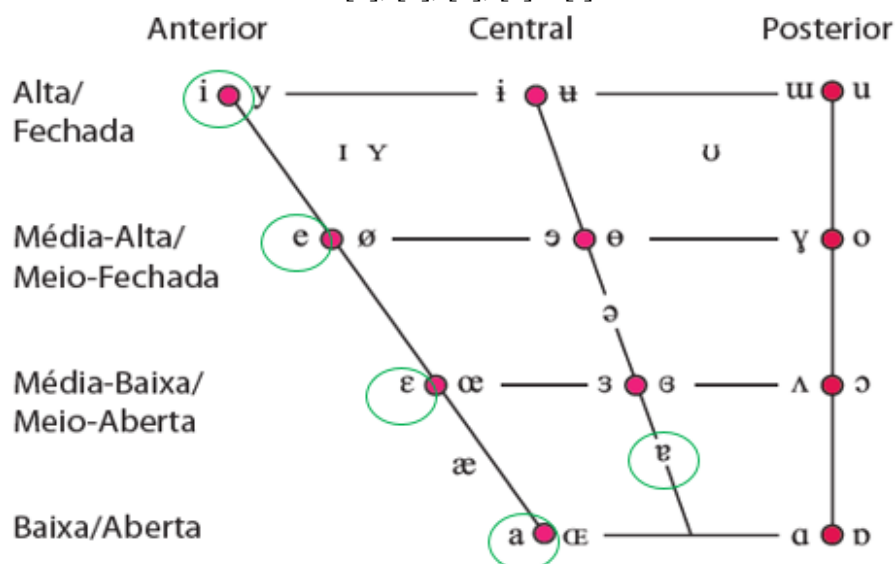 Anterior Central Posterior
Alta/
Fechada
i y ɨ ʉ ɯ u
ɪ ʏ ʊ
Média-Alta/
Meio-Fechada
e ø ɘ ɵ ɣ o
ə
Média-Baixa/
Meio-Aberta
ɛ œ ɜ ɞ ʌ ɔ
æ ɐ
Baixa/Aberta
a ɶ ɑ ɒ